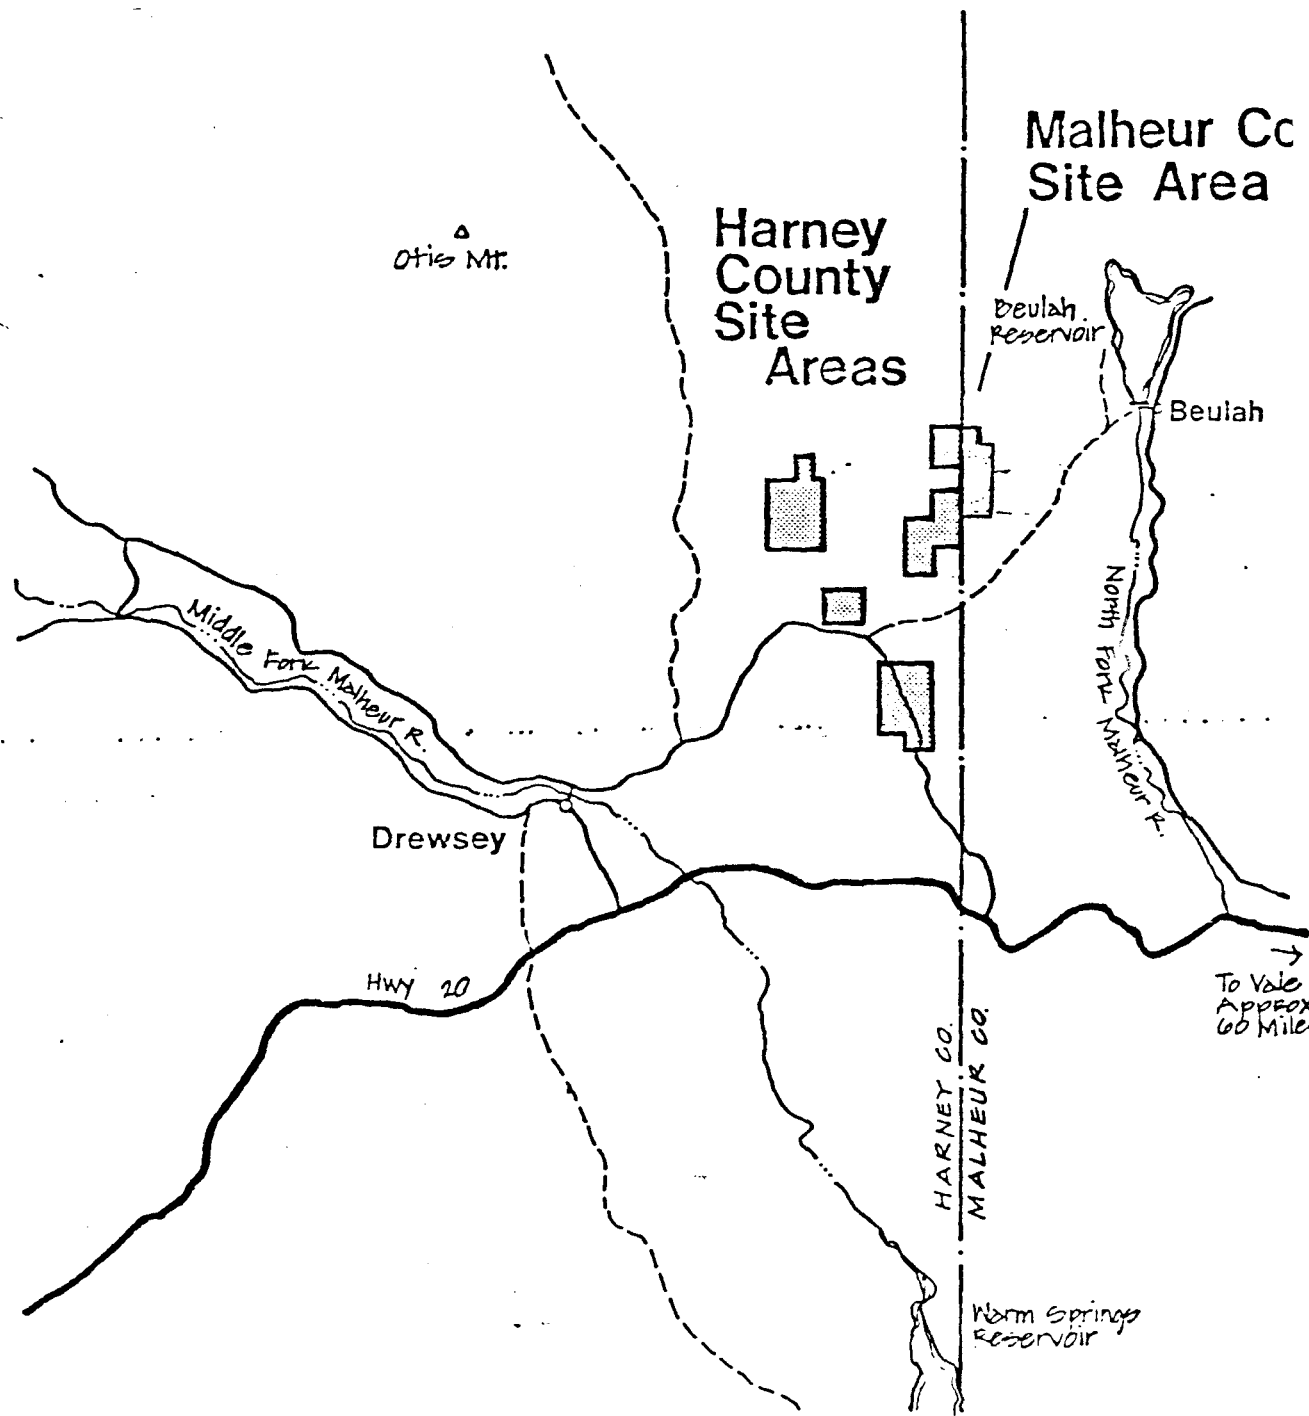 Malheur Co
Site Area
Harney
County
Site
Areas
Otis Mt.
Beulah
Reservoir
Beulah
Middle Fork Malheur R.
North Fork Malheur R.
Drewsey
Hwy 20
To Vale
Approx
60 Mile
HARNEY CO.
MALHEUR CO.
Warm Springs
Reservoir